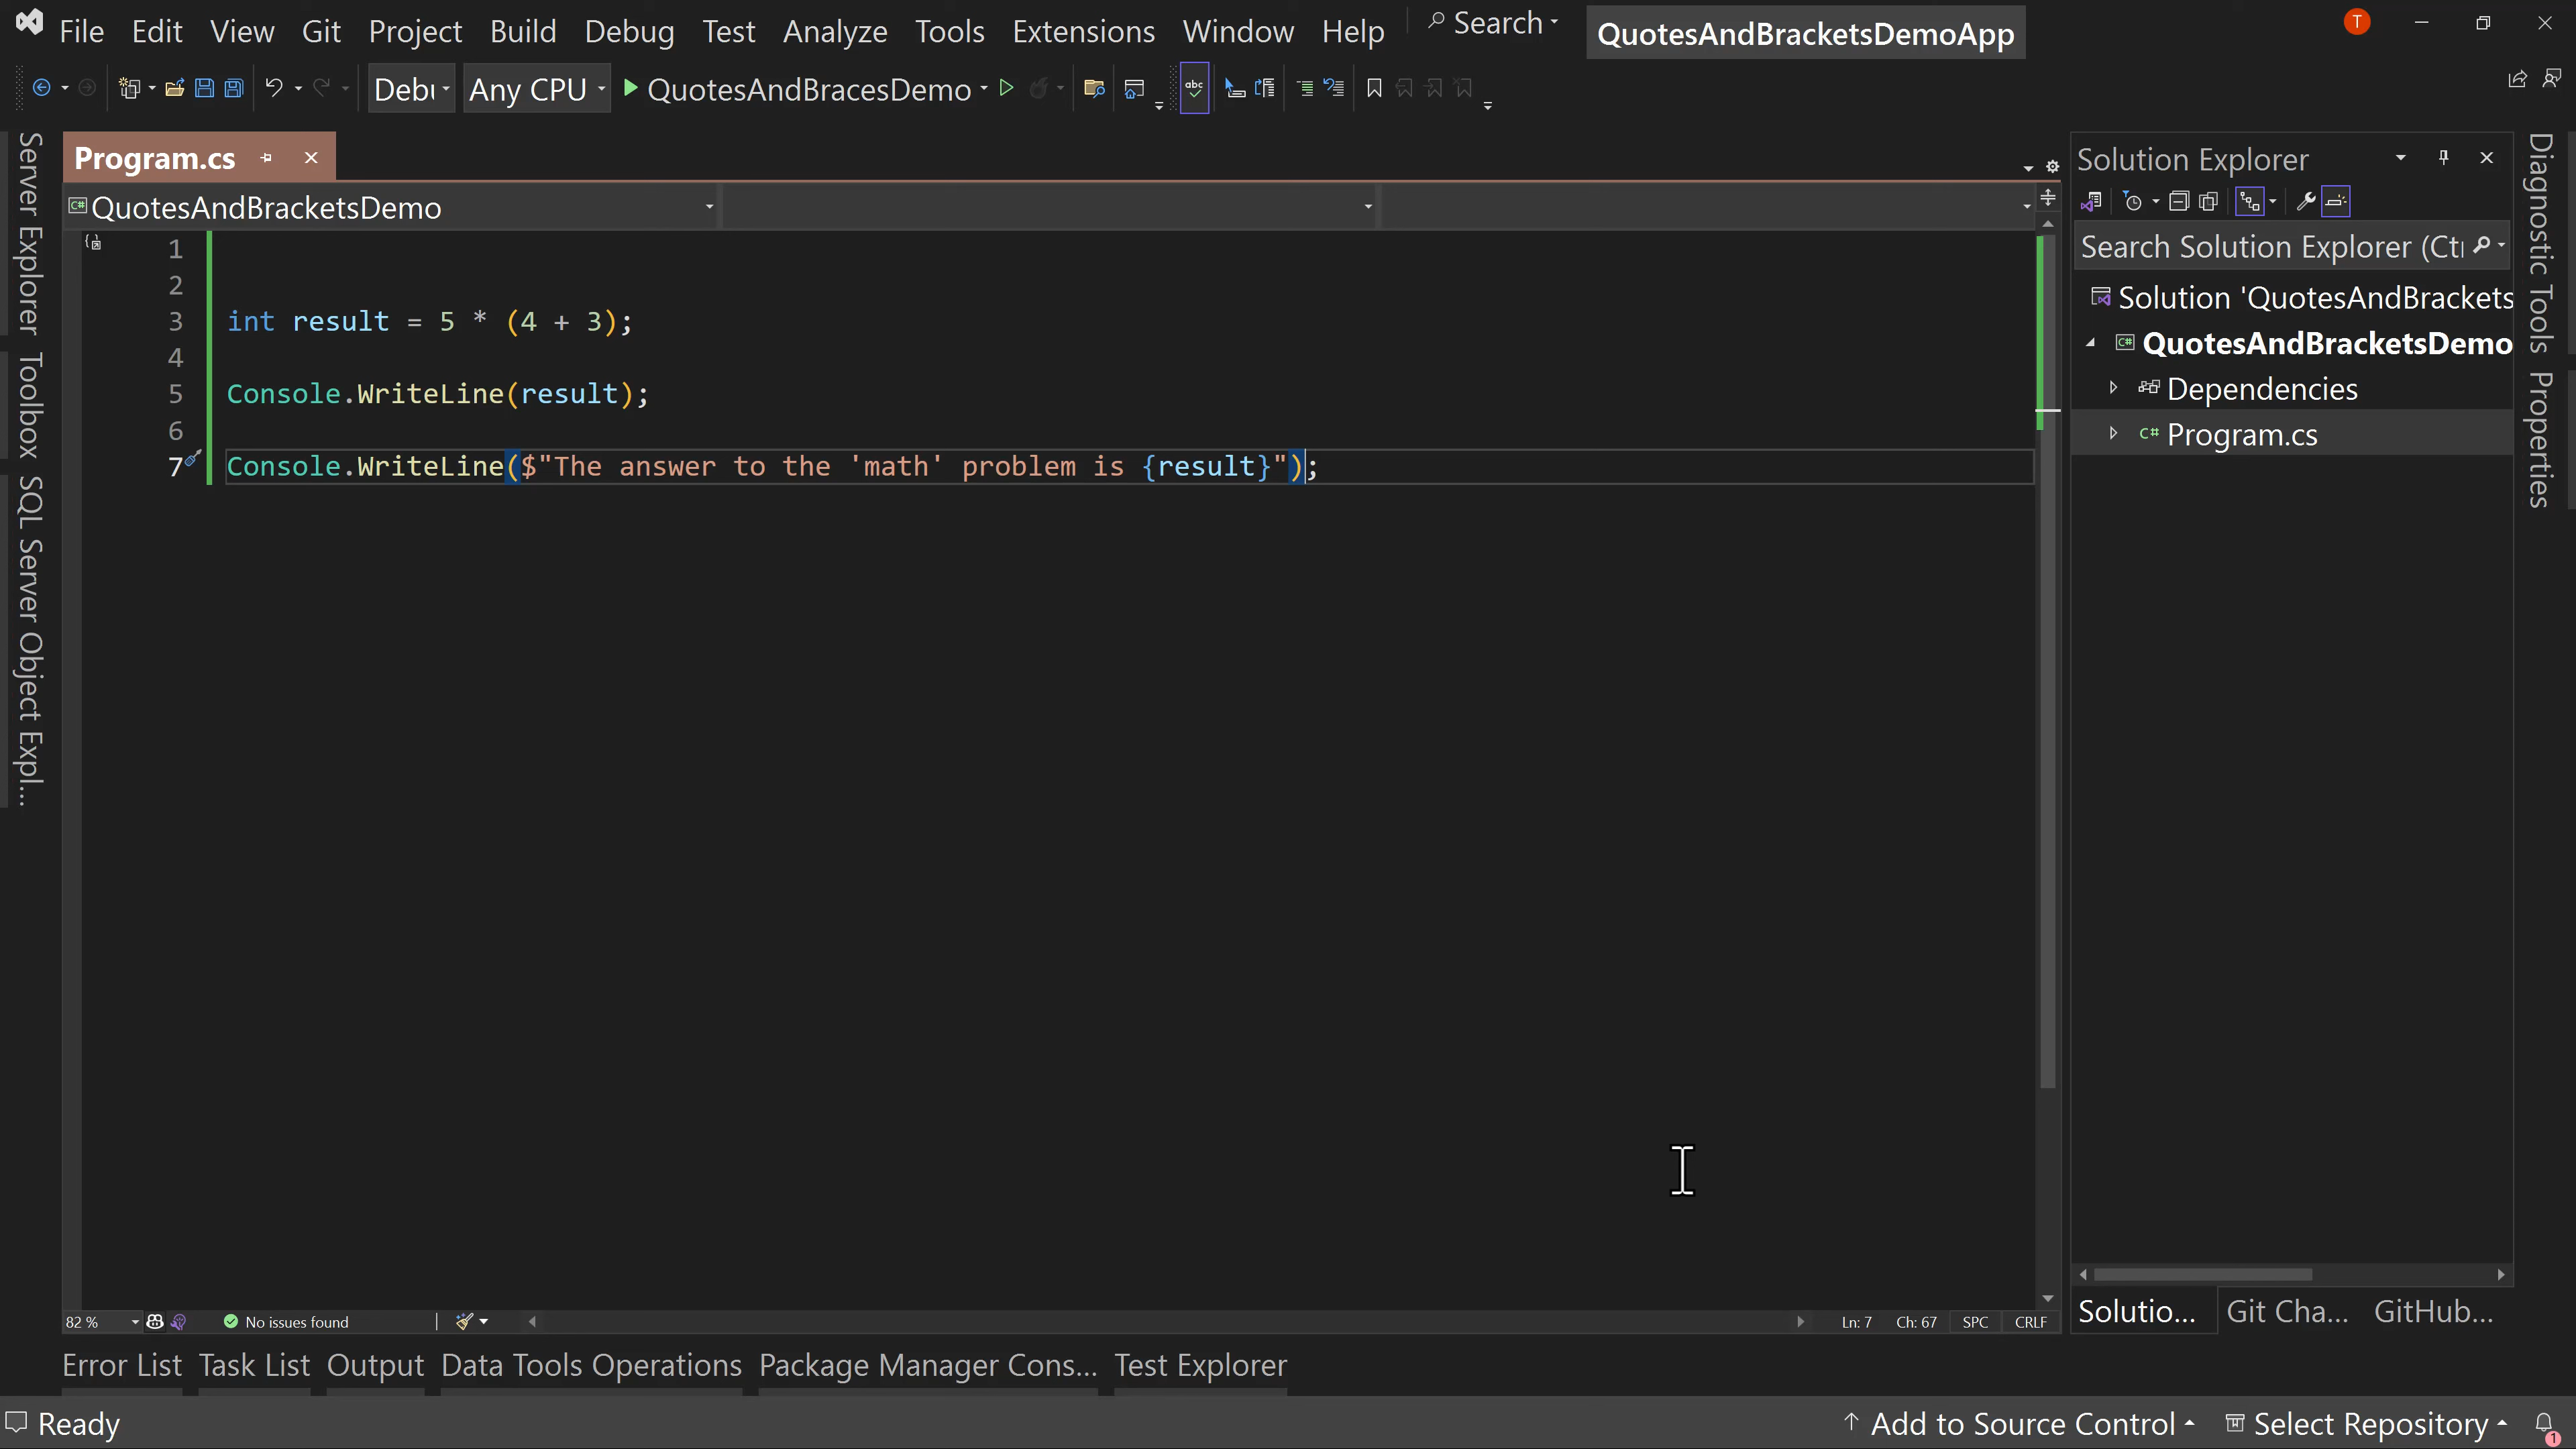 File Edit View Git Project Build Debug Test Analyze Tools Extensions Window Help Search QuotesAndBracketsDemoApp T
Debu Any CPU QuotesAndBracesDemo abc
Server Explorer
Toolbox
SQL Server Object Expl...
Program.cs
C# QuotesAndBracketsDemo
1
2
3 int result = 5 * (4 + 3);
4
5 Console.WriteLine(result);
6
7 Console.WriteLine($"The answer to the 'math' problem is {result}");
82 % No issues found Ln: 7 Ch: 67 SPC CRLF
Solution Explorer
Search Solution Explorer (Ct
Solution 'QuotesAndBrackets
C# QuotesAndBracketsDemo
Dependencies
C# Program.cs
Solutio... Git Cha... GitHub...
Diagnostic Tools
Properties
Error List Task List Output Data Tools Operations Package Manager Cons... Test Explorer
Ready Add to Source Control Select Repository 1